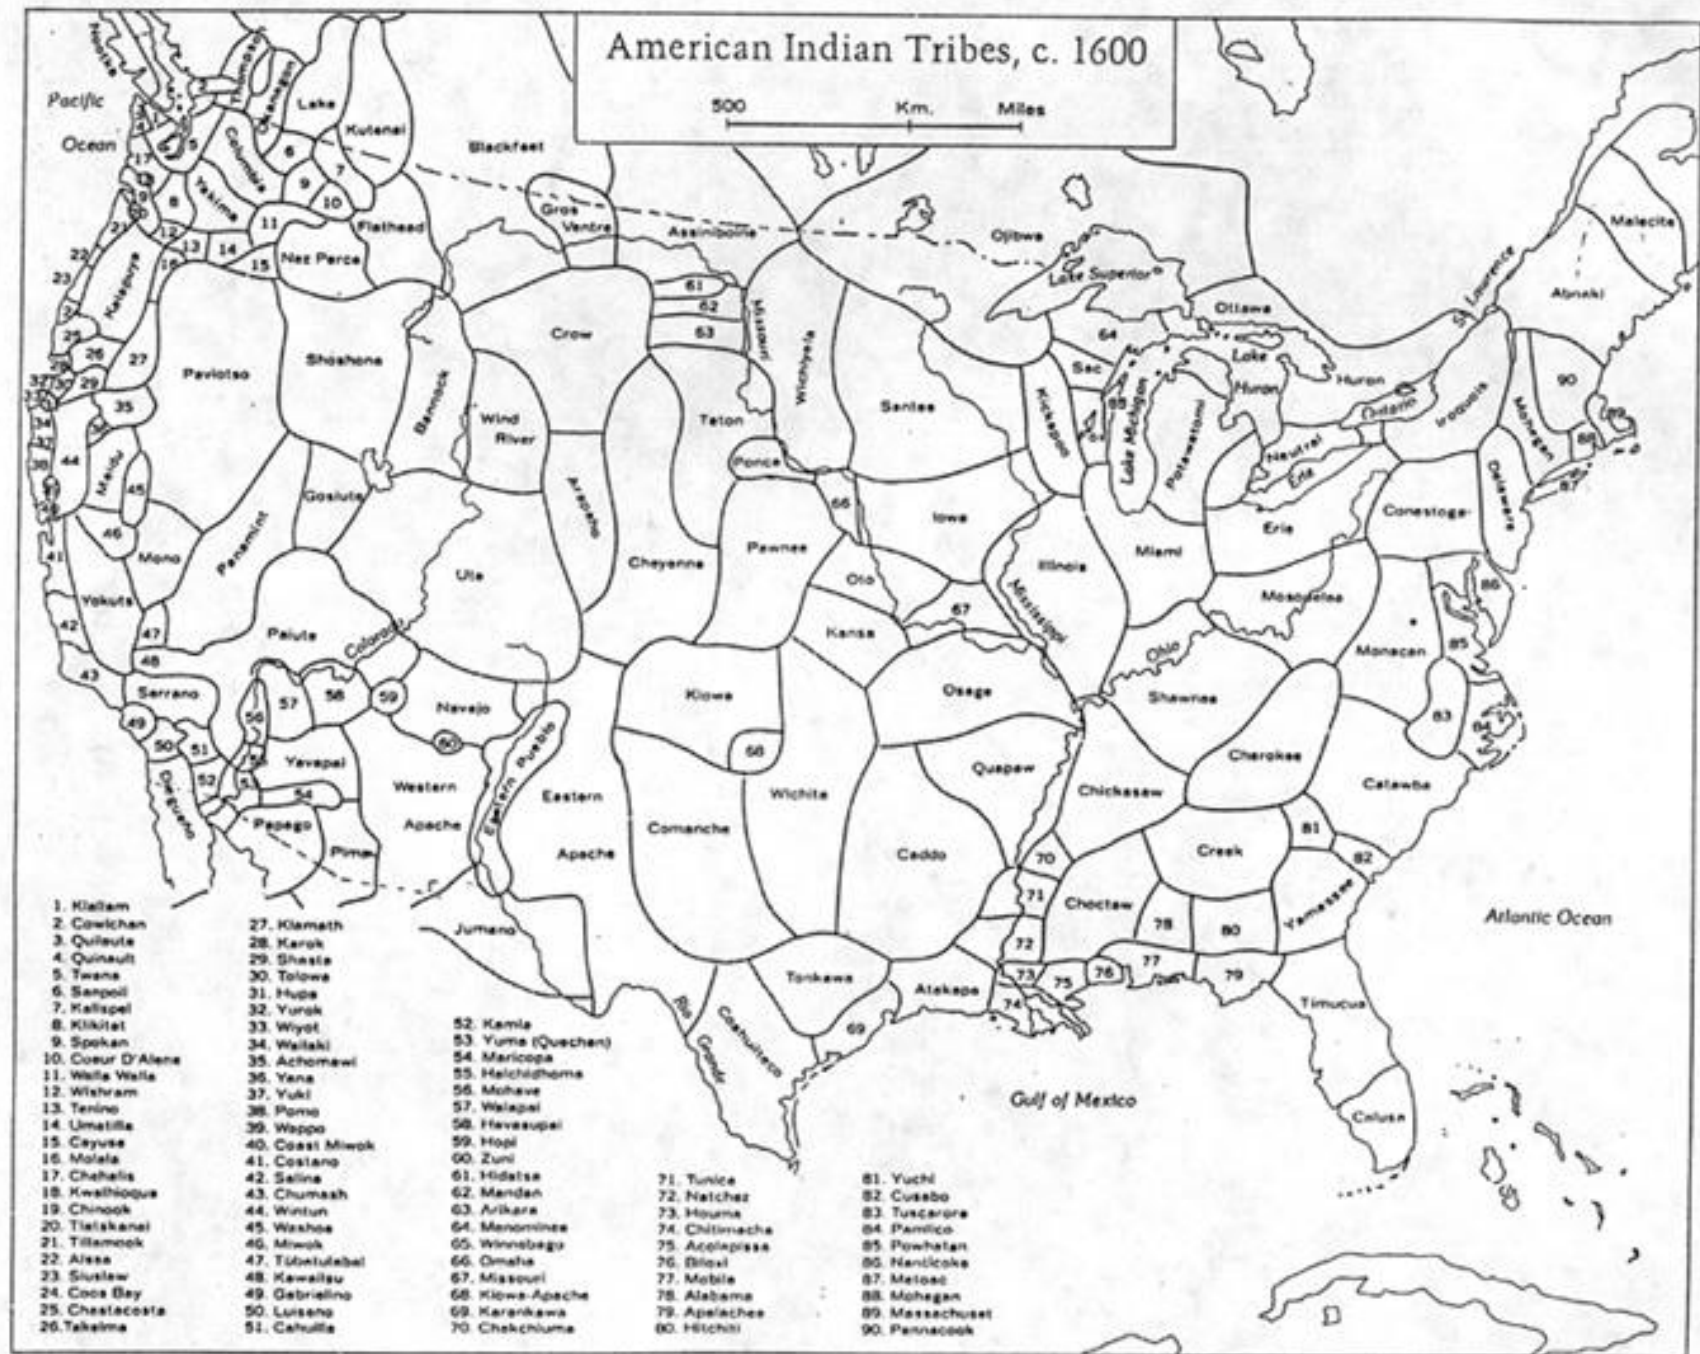 American Indian Tribes, c. 1600
500 Km. Miles
Pacific
Ocean
Nootka
Thompson
Okanagon
Lake
Kutenai
Columbia
Yakima
Blackfeet
Gros
Ventre
Assiniboine
Ojibwa
Lake Superior
Ottawa
St. Lawrence
Malecite
Abnaki
Flathead
Nez Perce
Kalapuya
Paviotso
Shoshone
Bannock
Crow
Wind
River
Missouri
Wichiyela
Teton
Ponca
Santee
Kickapoo
Sac
Lake Michigan
Potawatomi
Lake
Huron
Huron
Ontario
Neutral
Erie
Iroquois
Mohegan
Delaware
Conestoga
Erie
Maidu
Mono
Panamint
Gosiute
Ute
Arapaho
Cheyenne
Pawnee
Iowa
Oto
Kansa
Illinois
Mississippi
Miami
Mosopelea
Ohio
Monacan
Yokuts
Paiute
Colorado
Serrano
Navajo
Kiowa
Osage
Shawnee
Cherokee
Catawba
Yavapai
Western
Apache
Eastern Pueblo
Eastern
Apache
Comanche
Wichita
Quapaw
Caddo
Chickasaw
Creek
Choctaw
Yamassee
Diegueno
Papago
Pima
Jumano
Tonkawa
Atakapa
Coahuilteco
Rio
Grande
Timucua
Calusa
Atlantic Ocean
Gulf of Mexico
1. Klallam
2. Cowichan
3. Quileute
4. Quinault
5. Twana
6. Sanpoil
7. Kalispel
8. Klikitat
9. Spokan
10. Coeur D'Alene
11. Walla Walla
12. Wishram
13. Tenino
14. Umatilla
15. Cayuse
16. Molala
17. Chehalis
18. Kwalhioqua
19. Chinook
20. Tlatskanai
21. Tillamook
22. Alsea
23. Siuslaw
24. Coos Bay
25. Chastacosta
26. Takelma
27. Klamath
28. Karok
29. Shasta
30. Tolowa
31. Hupa
32. Yurok
33. Wiyot
34. Wailaki
35. Achomawi
36. Yana
37. Yuki
38. Pomo
39. Wappo
40. Coast Miwok
41. Costano
42. Salina
43. Chumash
44. Wintun
45. Washoe
46. Miwok
47. Tübatulabal
48. Kawaiisu
49. Gabrielino
50. Luiseno
51. Cahuilla
52. Kamia
53. Yuma (Quechan)
54. Maricopa
55. Halchidhoma
56. Mohave
57. Walapai
58. Havasupai
59. Hopi
60. Zuni
61. Hidatsa
62. Mandan
63. Arikara
64. Menominee
65. Winnebago
66. Omaha
67. Missouri
68. Kiowa-Apache
69. Karankawa
70. Chakchiuma
71. Tunica
72. Natchez
73. Houma
74. Chitimacha
75. Acolapissa
76. Biloxi
77. Mobile
78. Alabama
79. Apalachee
80. Hitchiti
81. Yuchi
82. Cusabo
83. Tuscarora
84. Pamlico
85. Powhatan
86. Nanticoke
87. Metoac
88. Mohegan
89. Massachuset
90. Pennacook